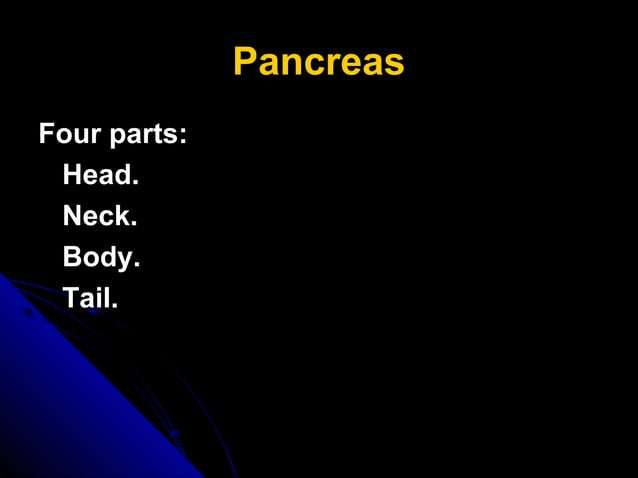 Pancreas
Four parts:
Head.
Neck.
Body.
Tail.